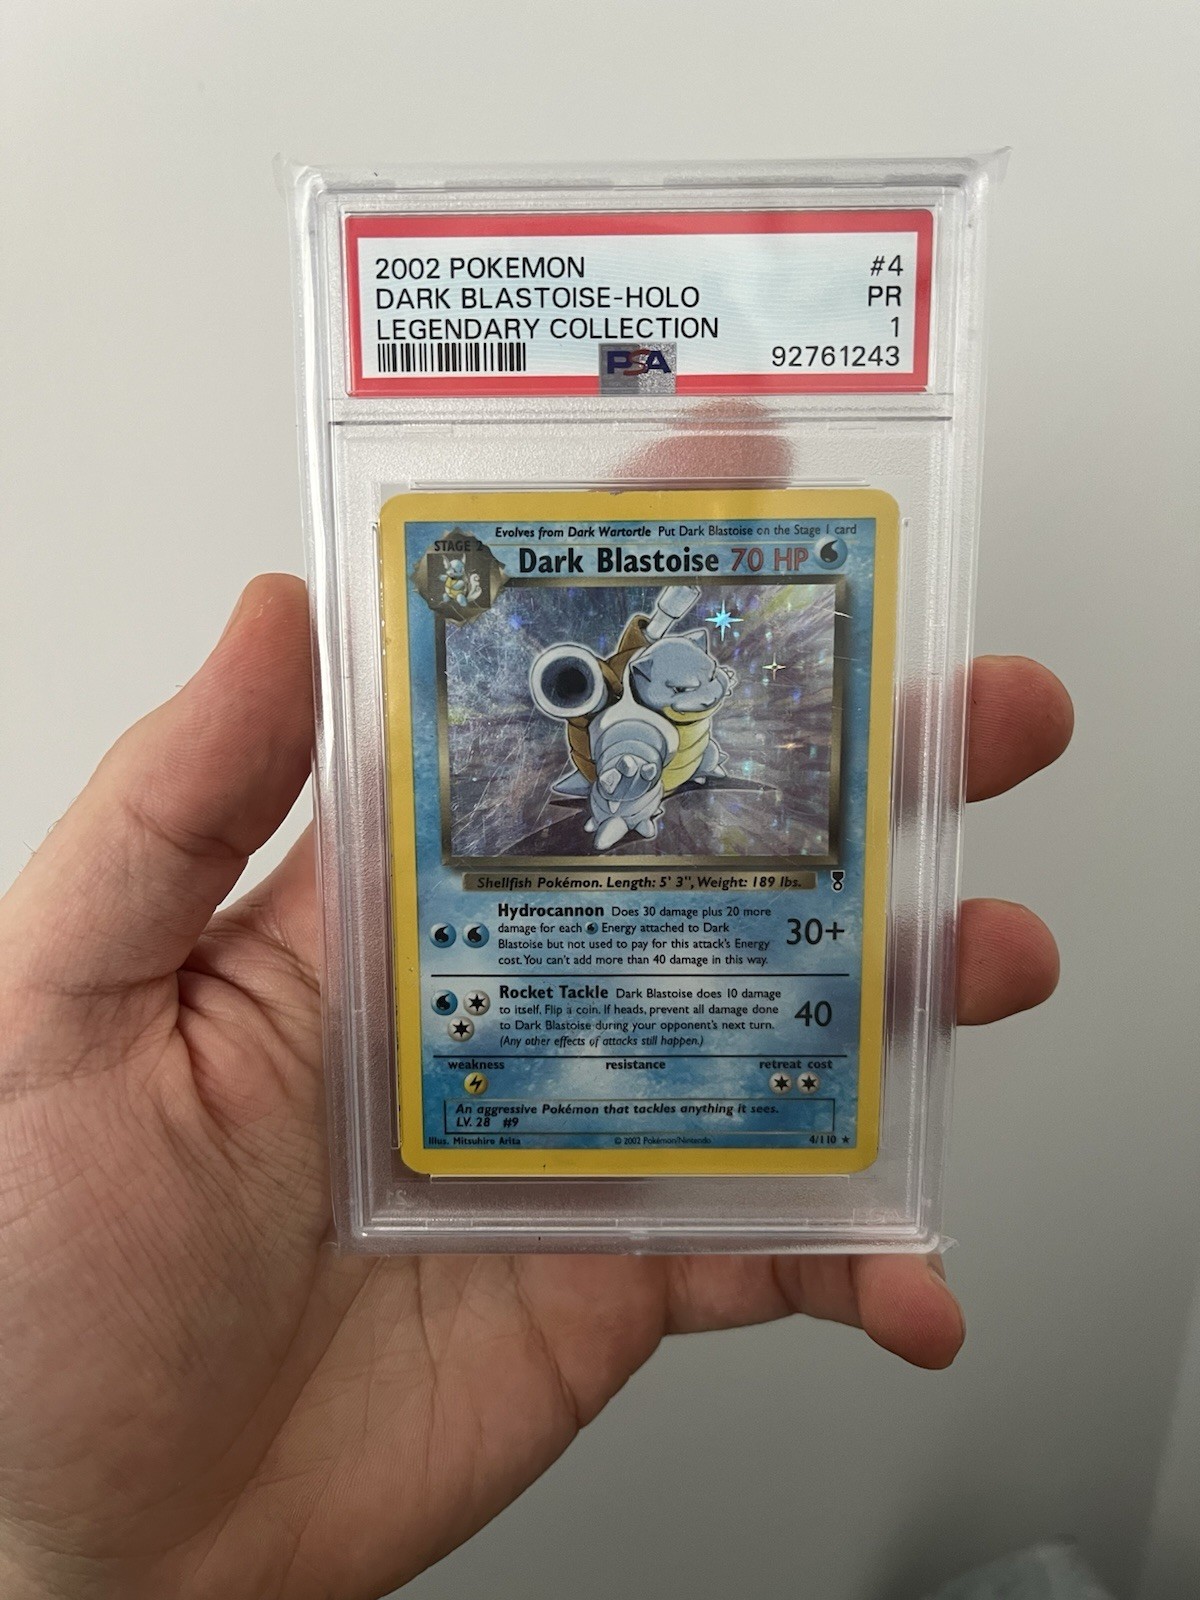 2002 POKEMON #4
DARK BLASTOISE-HOLO PR
LEGENDARY COLLECTION 1
PSA 92761243
Evolves from Dark Wartortle Put Dark Blastoise on the Stage 1 card
STAGE 2
Dark Blastoise 70 HP
Shellfish Pokémon. Length: 5' 3", Weight: 189 lbs.
Hydrocannon Does 30 damage plus 20 more
damage for each Energy attached to Dark
Blastoise but not used to pay for this attack's Energy
cost. You can't add more than 40 damage in this way.
30+
Rocket Tackle Dark Blastoise does 10 damage
to itself. Flip a coin. If heads, prevent all damage done
to Dark Blastoise during your opponent's next turn.
(Any other effects of attacks still happen.)
40
weakness resistance retreat cost
An aggressive Pokémon that tackles anything it sees.
LV. 28 #9
Illus. Mitsuhiro Arita © 2002 Pokémon/Nintendo 4/110 ★